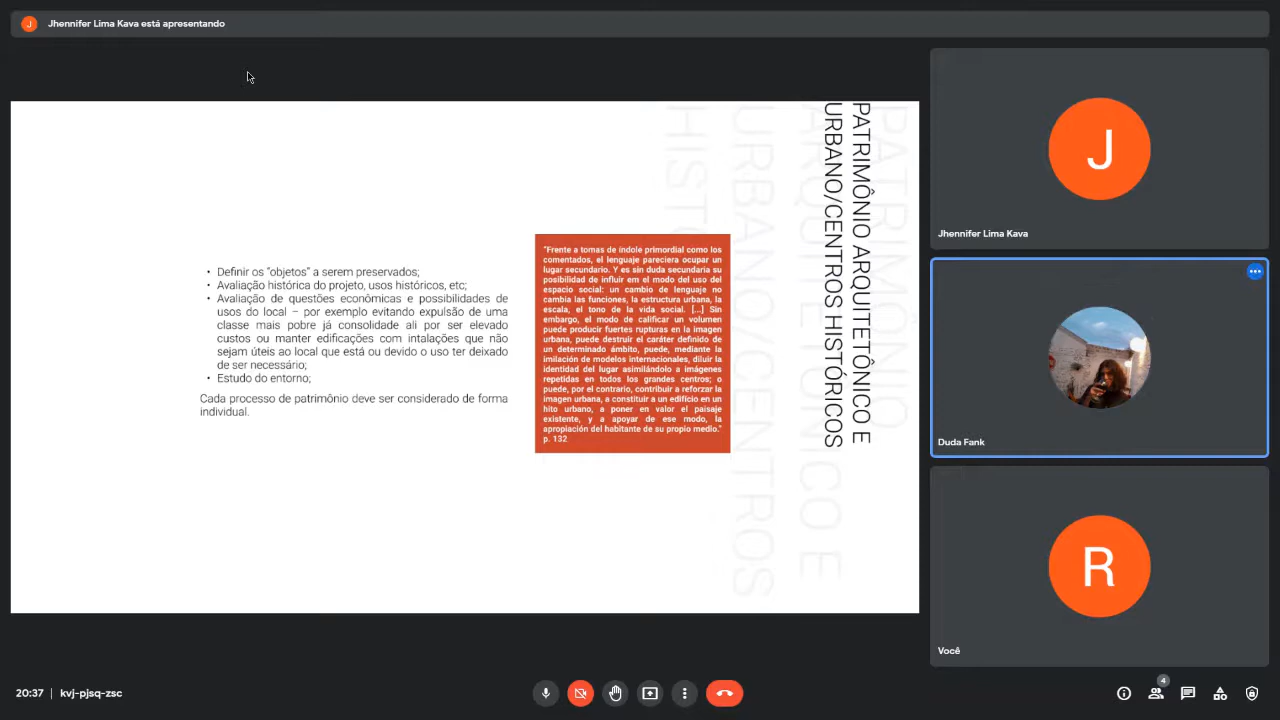 J
Jhennifer Lima Kava está apresentando
PATRIMÔNIO ARQUITETÔNICO E
URBANO/CENTROS HISTÓRICOS
PATRIMÔNIO
ARQUITETÔNICO E
URBANO/CENTROS
• Definir os "objetos" a serem preservados;
• Avaliação histórica do projeto, usos históricos, etc;
• Avaliação de questões econômicas e possibilidades de
usos do local – por exemplo evitando expulsão de uma
classe mais pobre já consolidade ali por ser elevado
custos ou manter edificações com intalações que não
sejam úteis ao local que está ou devido o uso ter deixado
de ser necessário;
• Estudo do entorno;
Cada processo de patrimônio deve ser considerado de forma
individual.
"Frente a tomas de índole primordial como los
comentados, el lenguaje pareciera ocupar un
lugar secundario. Y es sin duda secundaria su
posibilidad de influir em el modo del uso del
espacio social: un cambio de lenguaje no
cambia las funciones, la estructura urbana, la
escala, el tono de la vida social. [...] Sin
embargo, el modo de calificar un volumen
puede producir fuertes rupturas en la imagen
urbana, puede destruir el caráter definido de
un determinado ámbito, puede, mediante la
imilación de modelos internacionales, diluir la
identidad del lugar asimilándolo a imágenes
repetidas en todos los grandes centros; o
puede, por el contrario, contribuir a reforzar la
imagen urbana, a constituir a un edifício en un
hito urbano, a poner en valor el paisaje
existente, y a apoyar de ese modo, la
apropiación del habitante de su propio medio."
p. 132
J
Jhennifer Lima Kava
Duda Fank
R
Você
20:37 | kvj-pjsq-zsc
4